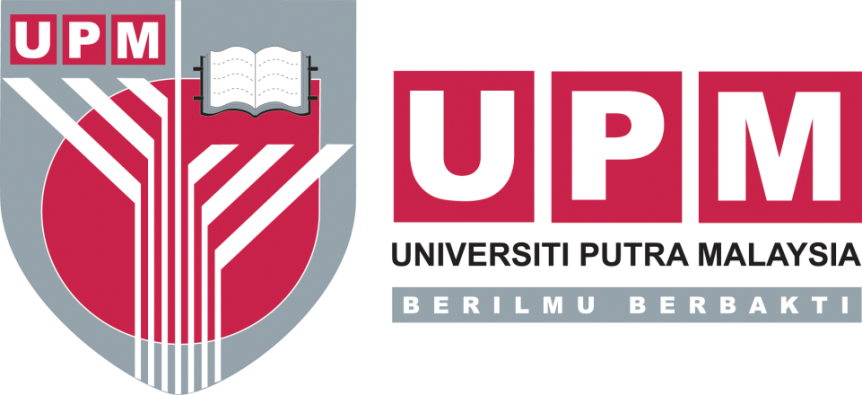 UPM
UPM
UNIVERSITI PUTRA MALAYSIA
BERILMU BERBAKTI